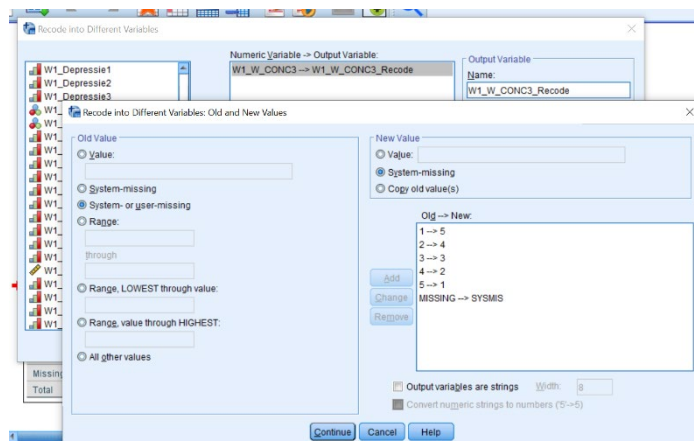 Recode into Different Variables
Numeric Variable -> Output Variable:
Output Variable
W1_Depressie1
W1_Depressie2
W1_Depressie3
W1_W_CONC3 --> W1_W_CONC3_Recode
Name:
W1_W_CONC3_Recode
Recode into Different Variables: Old and New Values
Old Value
Value:
System-missing
System- or user-missing
Range:
through
Range, LOWEST through value:
Range, value through HIGHEST:
All other values
New Value
Value:
System-missing
Copy old value(s)
Old --> New:
1 --> 5
2 --> 4
3 --> 3
4 --> 2
5 --> 1
MISSING --> SYSMIS
Add
Change
Remove
Output variables are strings
Width:
8
Convert numeric strings to numbers ('5'->5)
Continue
Cancel
Help
Total